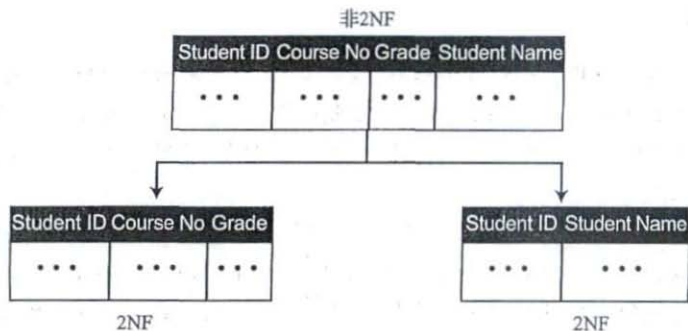 非2NF
Student ID Course No Grade Student Name
• • • • • • • • • • • •
Student ID Course No Grade
• • • • • • • • •
Student ID Student Name
• • • • • •
2NF
2NF